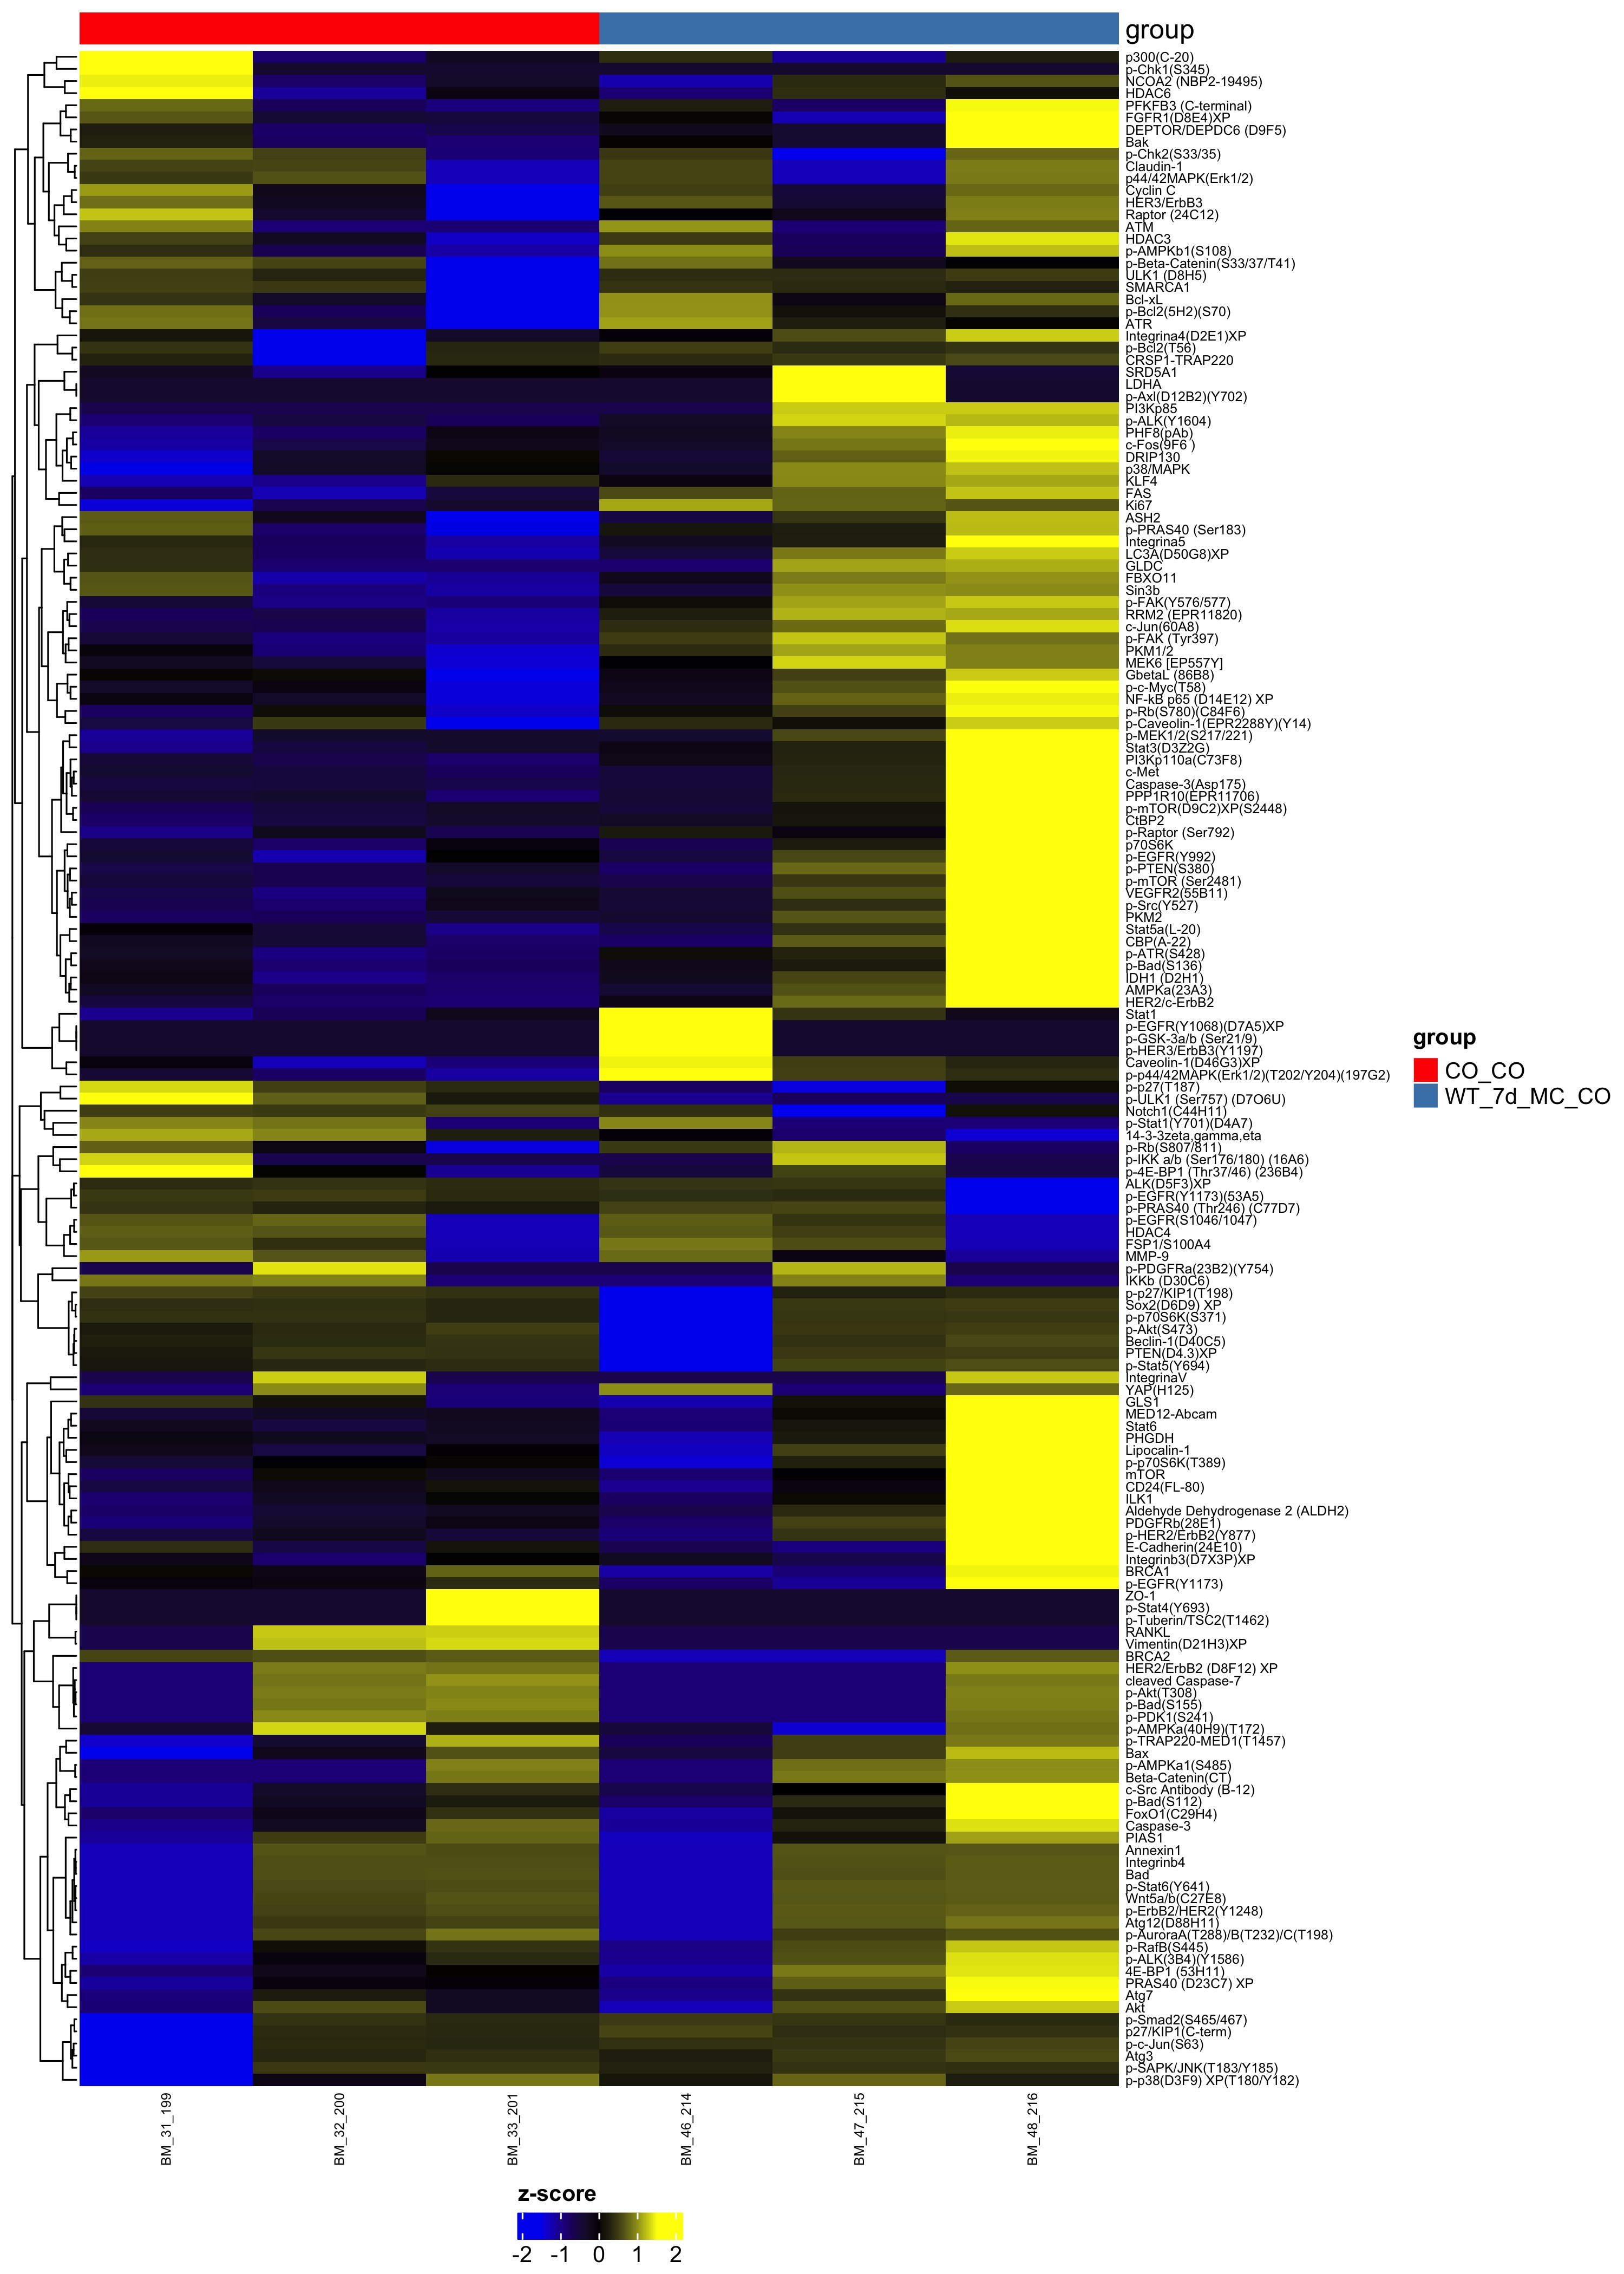 group
p300(C-20)
p-Chk1(S345)
NCOA2 (NBP2-19495)
HDAC6
PFKFB3 (C-terminal)
FGFR1(D8E4)XP
DEPTOR/DEPDC6 (D9F5)
Bak
p-Chk2(S33/35)
Claudin-1
p44/42MAPK(Erk1/2)
Cyclin C
HER3/ErbB3
Raptor (24C12)
ATM
HDAC3
p-AMPKb1(S108)
p-Beta-Catenin(S33/37/T41)
ULK1 (D8H5)
SMARCA1
Bcl-xL
p-Bcl2(5H2)(S70)
ATR
Integrina4(D2E1)XP
p-Bcl2(T56)
CRSP1-TRAP220
SRD5A1
LDHA
p-Axl(D12B2)(Y702)
PI3Kp85
p-ALK(Y1604)
PHF8(pAb)
c-Fos(9F6 )
DRIP130
p38/MAPK
KLF4
FAS
Ki67
ASH2
p-PRAS40 (Ser183)
Integrina5
LC3A(D50G8)XP
GLDC
FBXO11
Sin3b
p-FAK(Y576/577)
RRM2 (EPR11820)
c-Jun(60A8)
p-FAK (Tyr397)
PKM1/2
MEK6 [EP557Y]
GbetaL (86B8)
p-c-Myc(T58)
NF-kB p65 (D14E12) XP
p-Rb(S780)(C84F6)
p-Caveolin-1(EPR2288Y)(Y14)
p-MEK1/2(S217/221)
Stat3(D3Z2G)
PI3Kp110a(C73F8)
c-Met
Caspase-3(Asp175)
PPP1R10(EPR11706)
p-mTOR(D9C2)XP(S2448)
CtBP2
p-Raptor (Ser792)
p70S6K
p-EGFR(Y992)
p-PTEN(S380)
p-mTOR (Ser2481)
VEGFR2(55B11)
p-Src(Y527)
PKM2
Stat5a(L-20)
CBP(A-22)
p-ATR(S428)
p-Bad(S136)
IDH1 (D2H1)
AMPKa(23A3)
HER2/c-ErbB2
Stat1
p-EGFR(Y1068)(D7A5)XP
p-GSK-3a/b (Ser21/9)
p-HER3/ErbB3(Y1197)
Caveolin-1(D46G3)XP
p-p44/42MAPK(Erk1/2)(T202/Y204)(197G2)
p-p27(T187)
p-ULK1 (Ser757) (D7O6U)
Notch1(C44H11)
p-Stat1(Y701)(D4A7)
14-3-3zeta,gamma,eta
p-Rb(S807/811)
p-IKK a/b (Ser176/180) (16A6)
p-4E-BP1 (Thr37/46) (236B4)
ALK(D5F3)XP
p-EGFR(Y1173)(53A5)
p-PRAS40 (Thr246) (C77D7)
p-EGFR(S1046/1047)
HDAC4
FSP1/S100A4
MMP-9
p-PDGFRa(23B2)(Y754)
IKKb (D30C6)
p-p27/KIP1(T198)
Sox2(D6D9) XP
p-p70S6K(S371)
p-Akt(S473)
Beclin-1(D40C5)
PTEN(D4.3)XP
p-Stat5(Y694)
IntegrinaV
YAP(H125)
GLS1
MED12-Abcam
Stat6
PHGDH
Lipocalin-1
p-p70S6K(T389)
mTOR
CD24(FL-80)
ILK1
Aldehyde Dehydrogenase 2 (ALDH2)
PDGFRb(28E1)
p-HER2/ErbB2(Y877)
E-Cadherin(24E10)
Integrinb3(D7X3P)XP
BRCA1
p-EGFR(Y1173)
ZO-1
p-Stat4(Y693)
p-Tuberin/TSC2(T1462)
RANKL
Vimentin(D21H3)XP
BRCA2
HER2/ErbB2 (D8F12) XP
cleaved Caspase-7
p-Akt(T308)
p-Bad(S155)
p-PDK1(S241)
p-AMPKa(40H9)(T172)
p-TRAP220-MED1(T1457)
Bax
p-AMPKa1(S485)
Beta-Catenin(CT)
c-Src Antibody (B-12)
p-Bad(S112)
FoxO1(C29H4)
Caspase-3
PIAS1
Annexin1
Integrinb4
Bad
p-Stat6(Y641)
Wnt5a/b(C27E8)
p-ErbB2/HER2(Y1248)
Atg12(D88H11)
p-AuroraA(T288)/B(T232)/C(T198)
p-RafB(S445)
p-ALK(3B4)(Y1586)
4E-BP1 (53H11)
PRAS40 (D23C7) XP
Atg7
Akt
p-Smad2(S465/467)
p27/KIP1(C-term)
p-c-Jun(S63)
Atg3
p-SAPK/JNK(T183/Y185)
p-p38(D3F9) XP(T180/Y182)
group
CO_CO
WT_7d_MC_CO
BM_31_199
BM_32_200
BM_33_201
BM_46_214
BM_47_215
BM_48_216
z-score
-2 -1 0 1 2